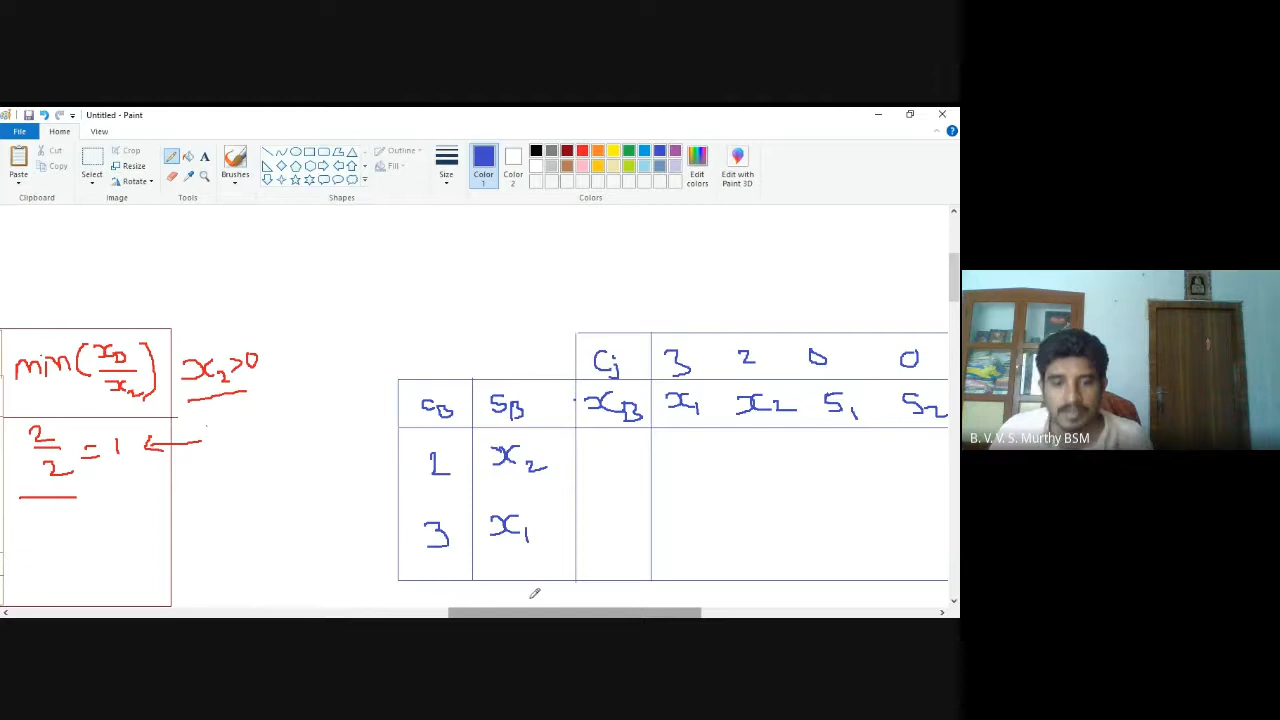 Untitled - Paint
File Home View
Paste
Cut
Copy
Clipboard
Select
Crop
Resize
Rotate
Image
Tools
Brushes
Outline
Fill
Shapes
Size
Color 1
Color 2
Edit colors
Colors
Edit with Paint 3D
min(xB/x2) x2>0
2/2 = 1
Cj 3 2 0 0
CB SB xB x1 x2 S1 S2
2 x2
3 x1
B. V. V. S. Murthy BSM